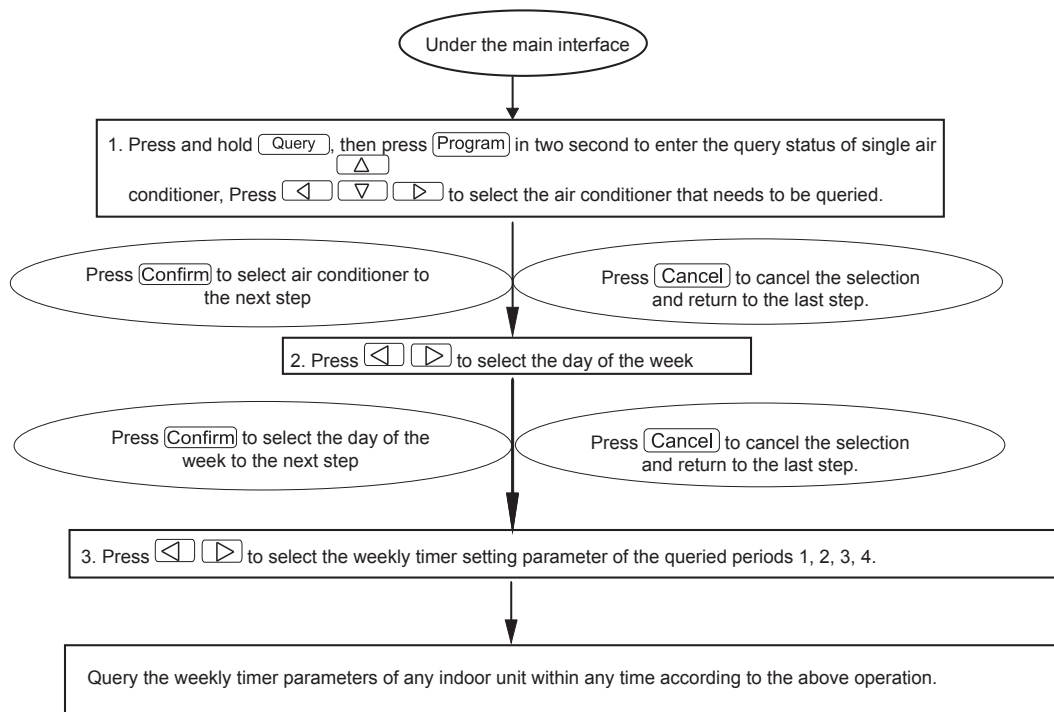 Under the main interface
1. Press and hold Query , then press Program in two second to enter the query status of single air
conditioner, Press △ ◁ ▽ ▷ to select the air conditioner that needs to be queried.
Press Confirm to select air conditioner to
the next step
Press Cancel to cancel the selection
and return to the last step.
2. Press ◁ ▷ to select the day of the week
Press Confirm to select the day of the
week to the next step
Press Cancel to cancel the selection
and return to the last step.
3. Press ◁ ▷ to select the weekly timer setting parameter of the queried periods 1, 2, 3, 4.
Query the weekly timer parameters of any indoor unit within any time according to the above operation.